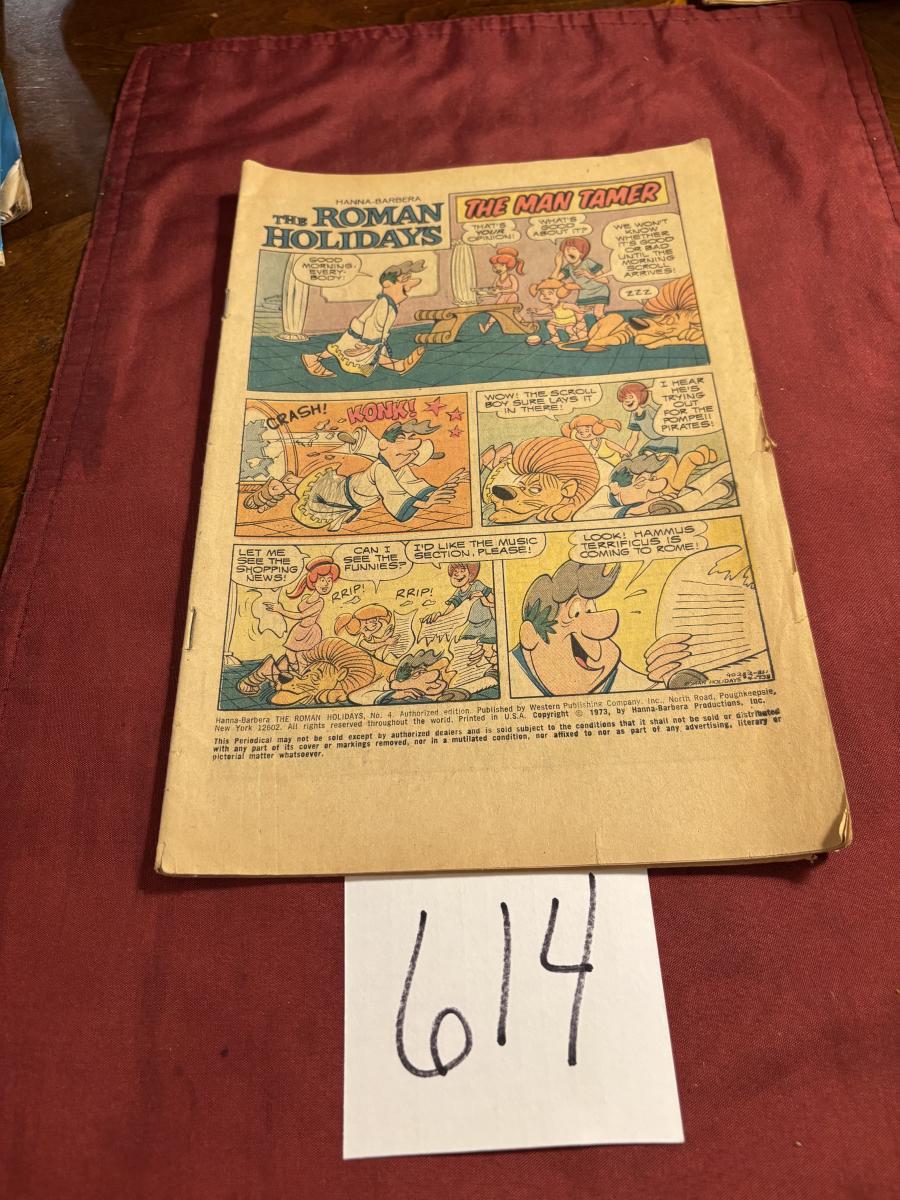 HANNA-BARBERA
THE ROMAN
HOLIDAYS
THE MAN TAMER
GOOD
MORNING,
EVERY-
BODY!
THAT'S
YOUR
OPINION!
WHAT'S
GOOD
ABOUT IT?
WE WON'T
KNOW
WHETHER
IT'S GOOD
OR BAD
UNTIL THE
MORNING
SCROLL
ARRIVES!
ZZZ
CRASH!
KONK!
WOW! THE SCROLL
BOY SURE LAYS IT
IN THERE!
I HEAR
HE'S
TRYING
OUT
FOR THE
POMPEII
PIRATES!
LET ME
SEE THE
SHOPPING
NEWS!
CAN I
SEE THE
FUNNIES?
I'D LIKE THE MUSIC
SECTION, PLEASE!
RRIP!
RRIP!
LOOK! HAMMUS
TERRIFICUS IS
COMING TO ROME!
ROMAN HOLIDAYS
Hanna-Barbera THE ROMAN HOLIDAYS, No. 4. Authorized edition. Published by Western Publishing Company, Inc., North Road, Poughkeepsie,
New York 12602. All rights reserved throughout the world. Printed in U.S.A. Copyright © 1973, by Hanna-Barbera Productions, Inc.
This Periodical may not be sold except by authorized dealers and is sold subject to the conditions that it shall not be sold or distributed
with any part of its cover or markings removed, nor in a mutilated condition, nor affixed to nor as part of any advertising, literary or
pictorial matter whatsoever.
614